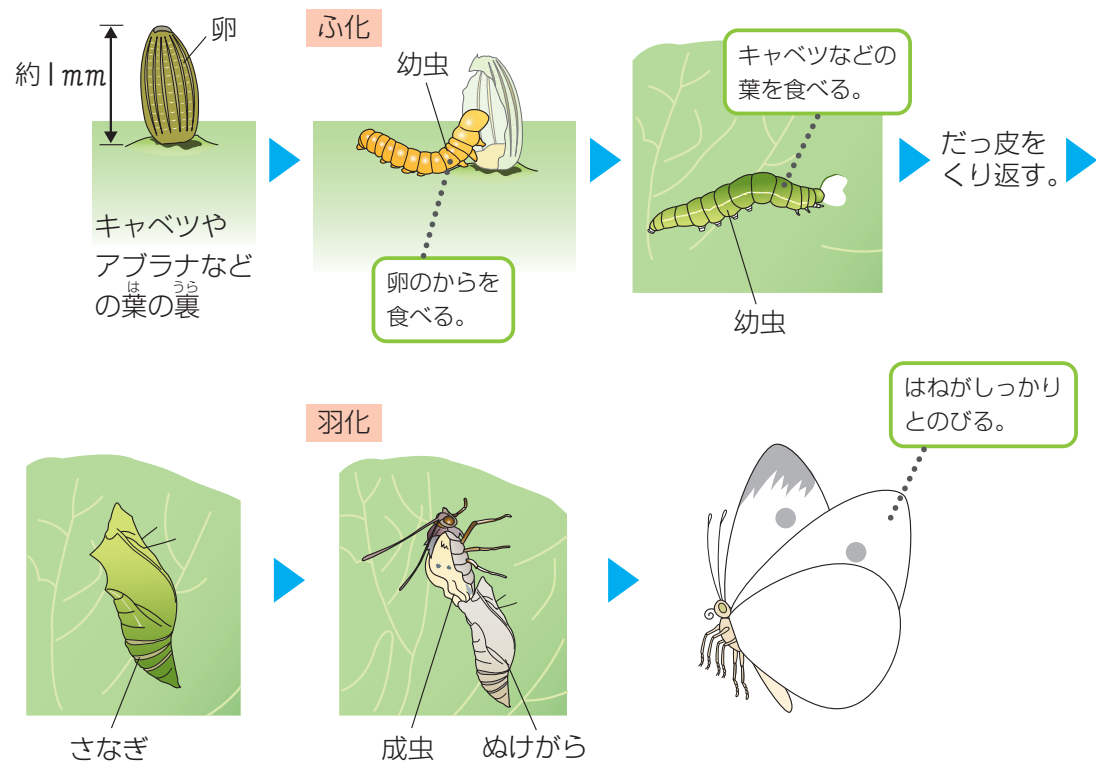 卵
約1mm
キャベツや
アブラナなど
の葉の裏
は
うら
ふ化
幼虫
卵のからを
食べる。
キャベツなどの
葉を食べる。
幼虫
だっ皮を
くり返す。
さなぎ
羽化
成虫
ぬけがら
はねがしっかり
とのびる。